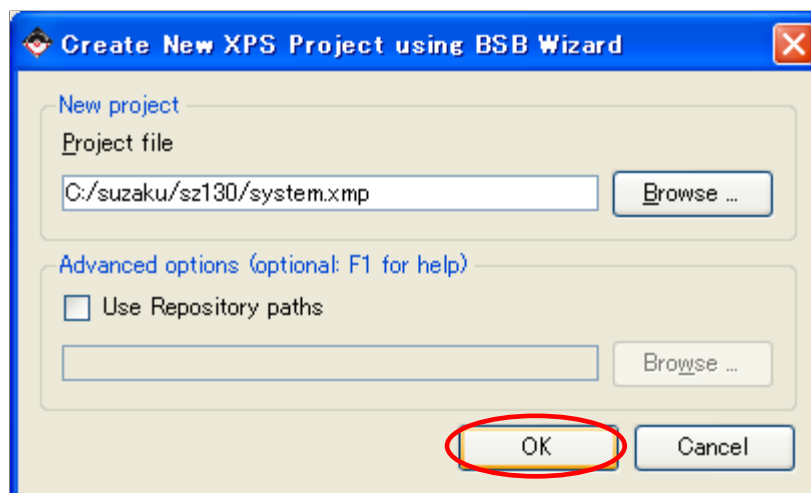 Create New XPS Project using BSB Wizard
New project
Project file
C:/suzaku/sz130/system.xmp
Browse ...
Advanced options (optional: F1 for help)
Use Repository paths
Browse ...
OK
Cancel